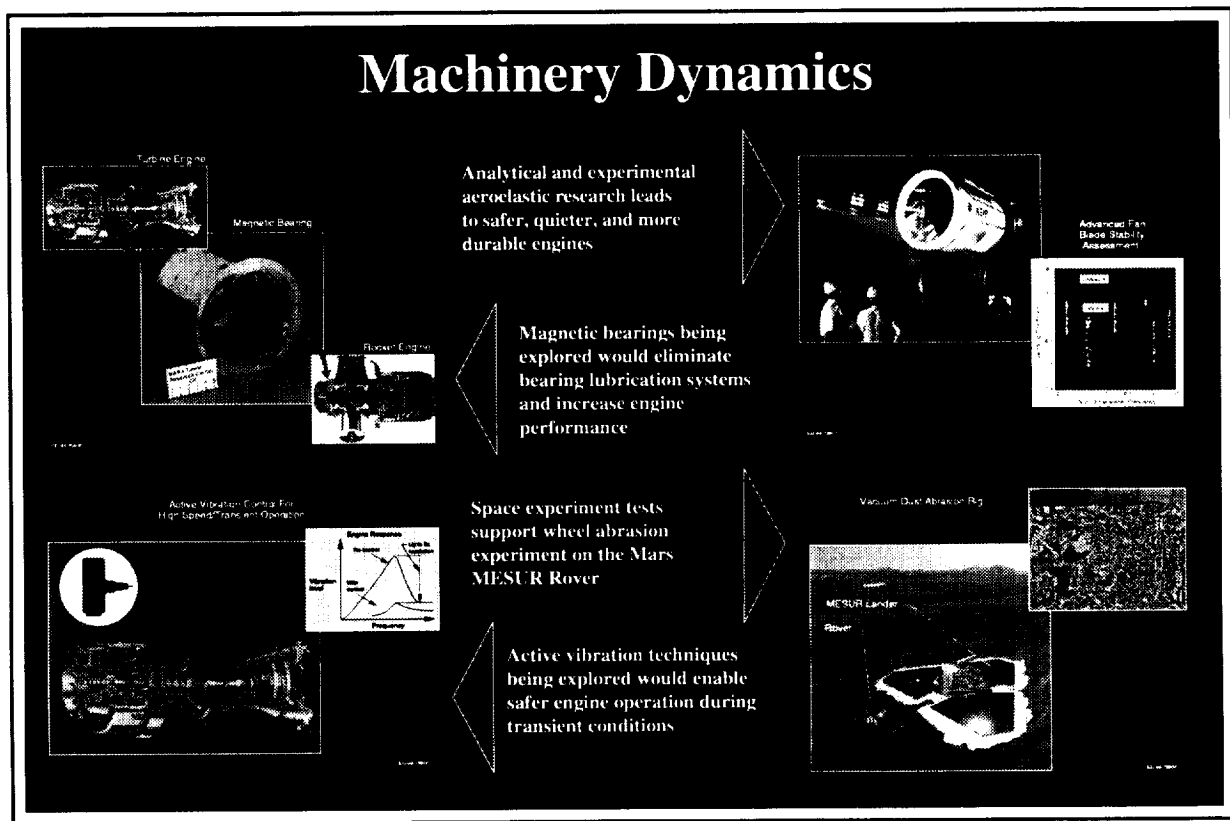 Machinery Dynamics
Turbine Engine
Magnetic Bearing
Rocket Engine
Analytical and experimental
aeroclastic research leads
to safer, quieter, and more
durable engines
Advanced Fan
Blade Stability
Assessment
Magnetic bearings being
explored would eliminate
bearing lubrication systems
and increase engine
performance
Active Vibration Control For
High Speed/Transient Operation
Engine Response
Vibration
Frequency
Space experiment tests
support wheel abrasion
experiment on the Mars
MESUR Rover
Vacuum Dust Abrasion Rig
MESUR Lander
Rover
Active vibration techniques
being explored would enable
safer engine operation during
transient conditions